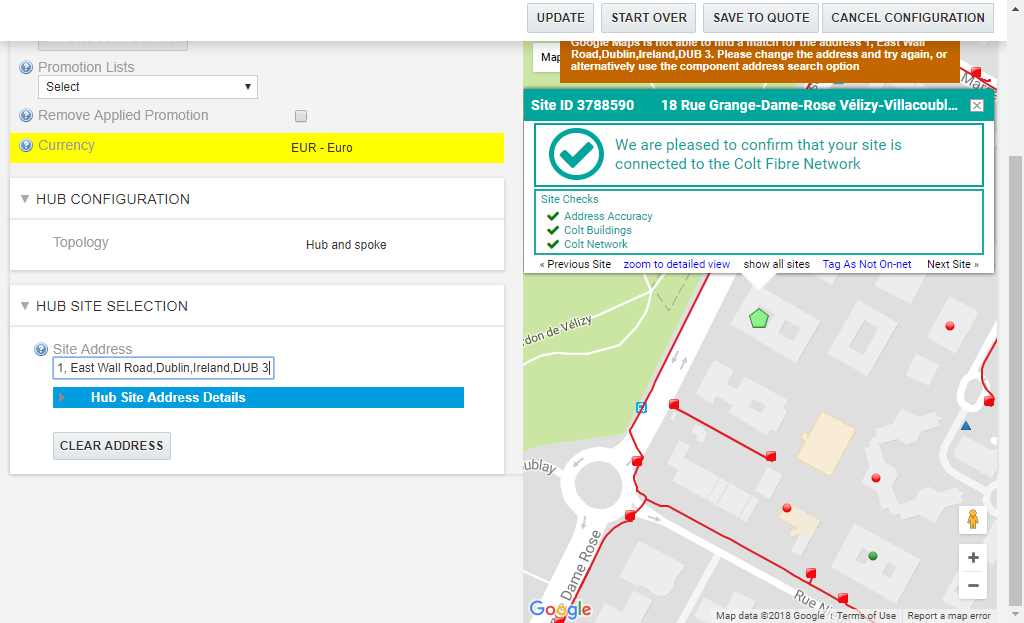 UPDATE
START OVER
SAVE TO QUOTE
CANCEL CONFIGURATION
Promotion Lists
Select
Remove Applied Promotion
Currency
EUR - Euro
HUB CONFIGURATION
Topology
Hub and spoke
HUB SITE SELECTION
Site Address
1, East Wall Road,Dublin,Ireland,DUB 3
Hub Site Address Details
CLEAR ADDRESS
Map
Google Maps is not able to find a match for the address 1, East Wall
Road,Dublin,Ireland,DUB 3. Please change the address and try again, or
alternatively use the component address search option
Site ID 3788590
18 Rue Grange-Dame-Rose Vélizy-Villacoubl...
We are pleased to confirm that your site is
connected to the Colt Fibre Network
Site Checks
Address Accuracy
Colt Buildings
Colt Network
« Previous Site
zoom to detailed view
show all sites
Tag As Not On-net
Next Site »
don de Vélizy
ublay
Dame Rose
Rue Ni
Google
Map data ©2018 Google
Terms of Use
Report a map error